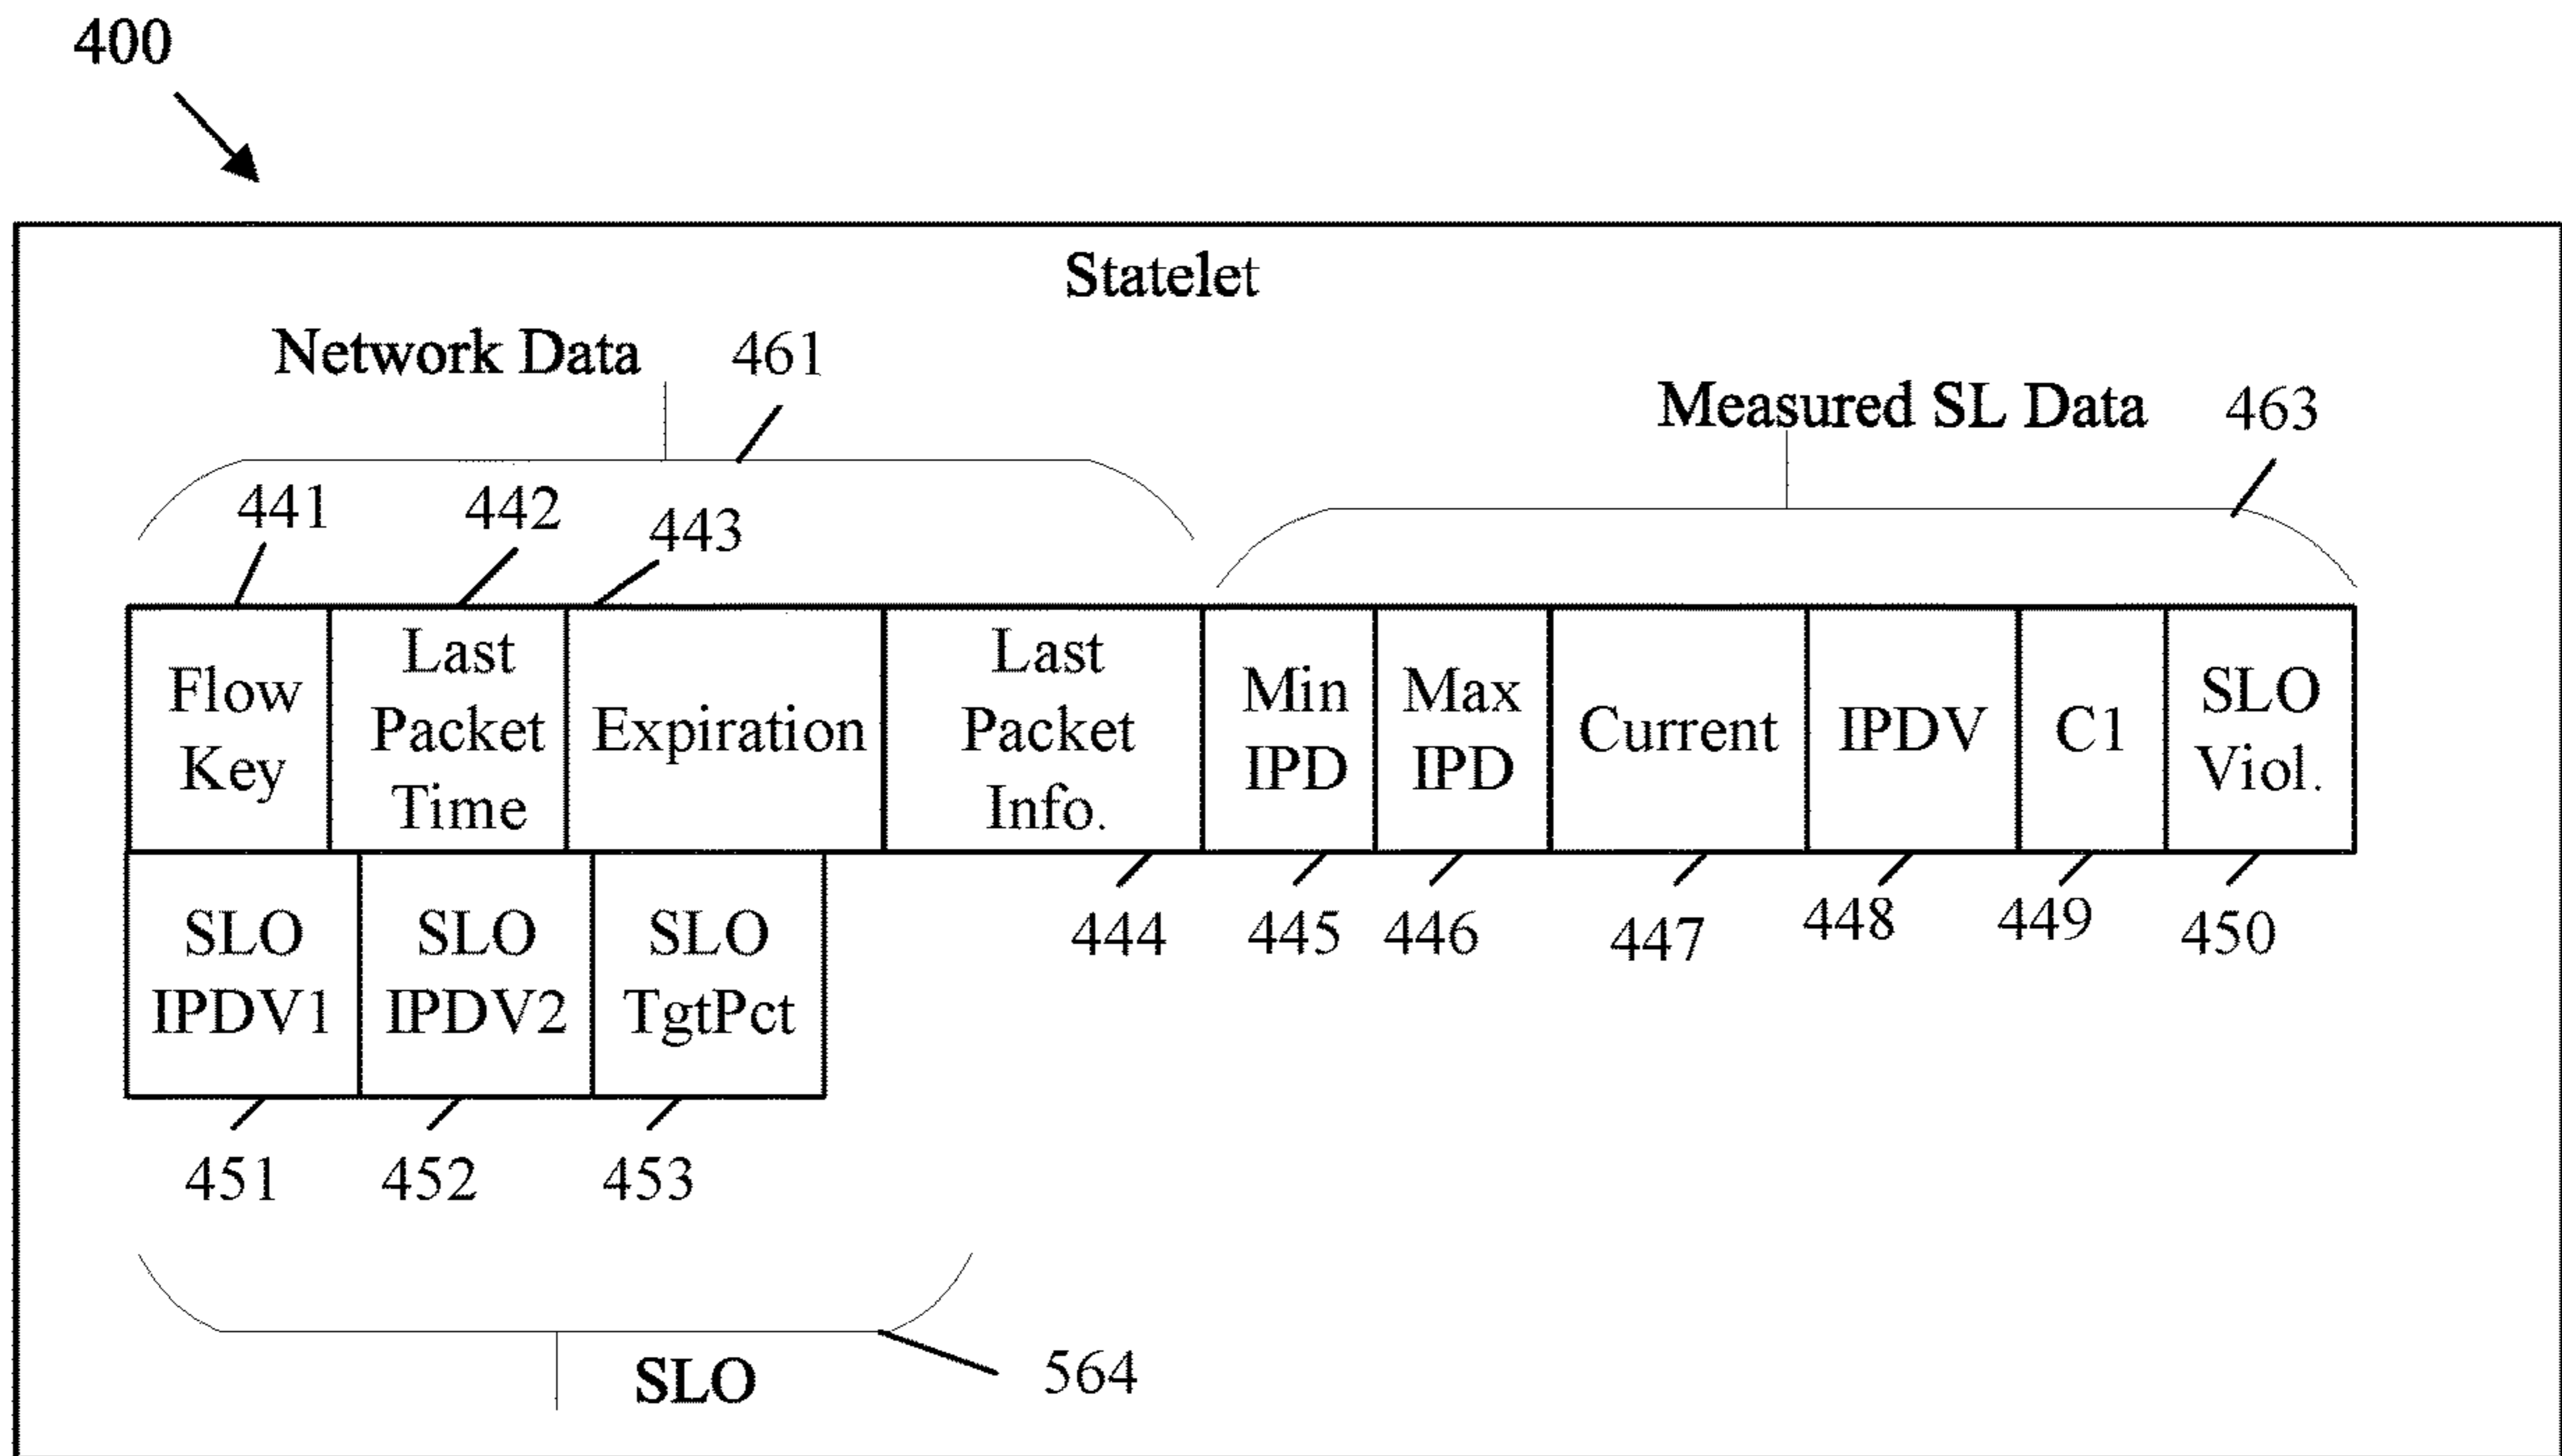 400
Statelet
Network Data 461
Measured SL Data 463
441 442 443
Flow
Key
Last
Packet
Time
Expiration
Last
Packet
Info.
Min
IPD
Max
IPD
Current
IPDV
C1
SLO
Viol.
444 445 446 447 448 449 450
SLO
IPDV1
SLO
IPDV2
SLO
TgtPct
451 452 453
564
SLO